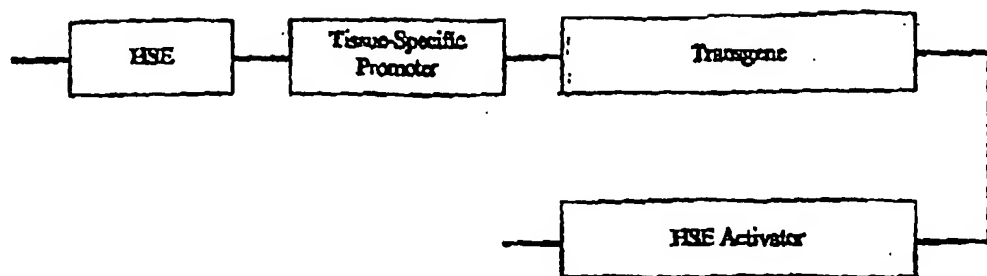 HSE
Tissue-Specific
Promoter
Transgene
HSE Activator